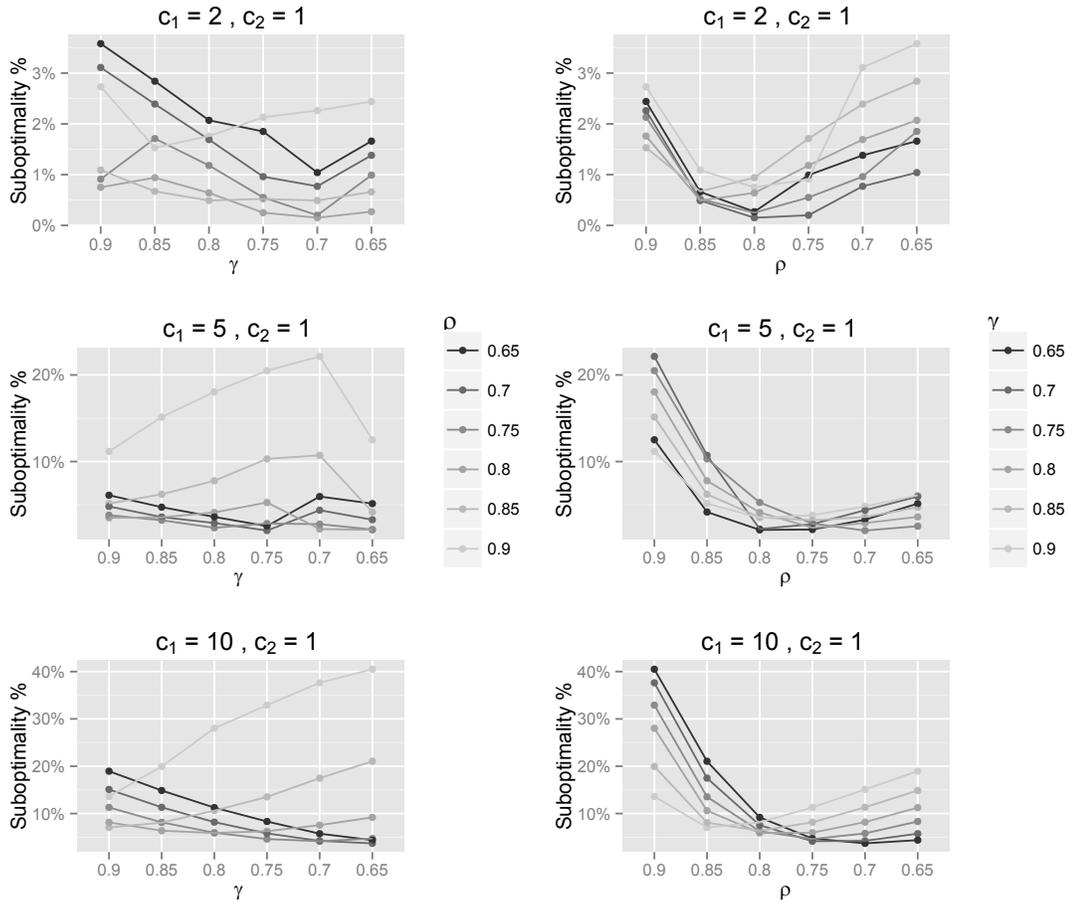 c₁ = 2 , c₂ = 1
Suboptimality %
3%
2%
1%
0%
0.9 0.85 0.8 0.75 0.7 0.65
γ
c₁ = 2 , c₂ = 1
Suboptimality %
3%
2%
1%
0%
0.9 0.85 0.8 0.75 0.7 0.65
ρ
c₁ = 5 , c₂ = 1
Suboptimality %
20%
10%
0.9 0.85 0.8 0.75 0.7 0.65
γ
ρ
0.65
0.7
0.75
0.8
0.85
0.9
c₁ = 5 , c₂ = 1
Suboptimality %
20%
10%
0.9 0.85 0.8 0.75 0.7 0.65
ρ
γ
0.65
0.7
0.75
0.8
0.85
0.9
c₁ = 10 , c₂ = 1
Suboptimality %
40%
30%
20%
10%
0.9 0.85 0.8 0.75 0.7 0.65
γ
c₁ = 10 , c₂ = 1
Suboptimality %
40%
30%
20%
10%
0.9 0.85 0.8 0.75 0.7 0.65
ρ